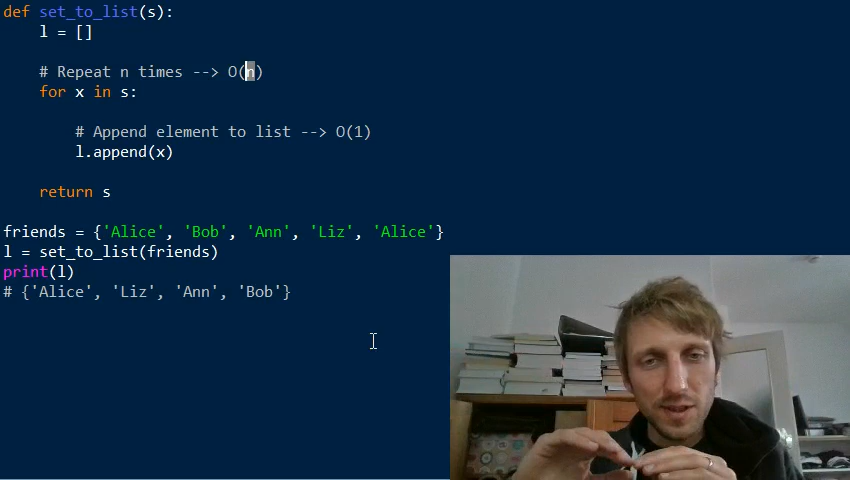 def set_to_list(s):
    l = []
    # Repeat n times --> O(n)
    for x in s:
        # Append element to list --> O(1)
        l.append(x)
    return s
friends = {'Alice', 'Bob', 'Ann', 'Liz', 'Alice'}
l = set_to_list(friends)
print(l)
# {'Alice', 'Liz', 'Ann', 'Bob'}